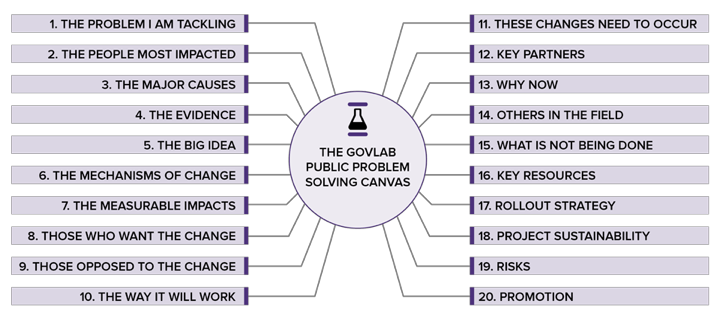 1. THE PROBLEM I AM TACKLING
2. THE PEOPLE MOST IMPACTED
3. THE MAJOR CAUSES
4. THE EVIDENCE
5. THE BIG IDEA
6. THE MECHANISMS OF CHANGE
7. THE MEASURABLE IMPACTS
8. THOSE WHO WANT THE CHANGE
9. THOSE OPPOSED TO THE CHANGE
10. THE WAY IT WILL WORK
THE GOVLAB
PUBLIC PROBLEM
SOLVING CANVAS
11. THESE CHANGES NEED TO OCCUR
12. KEY PARTNERS
13. WHY NOW
14. OTHERS IN THE FIELD
15. WHAT IS NOT BEING DONE
16. KEY RESOURCES
17. ROLLOUT STRATEGY
18. PROJECT SUSTAINABILITY
19. RISKS
20. PROMOTION